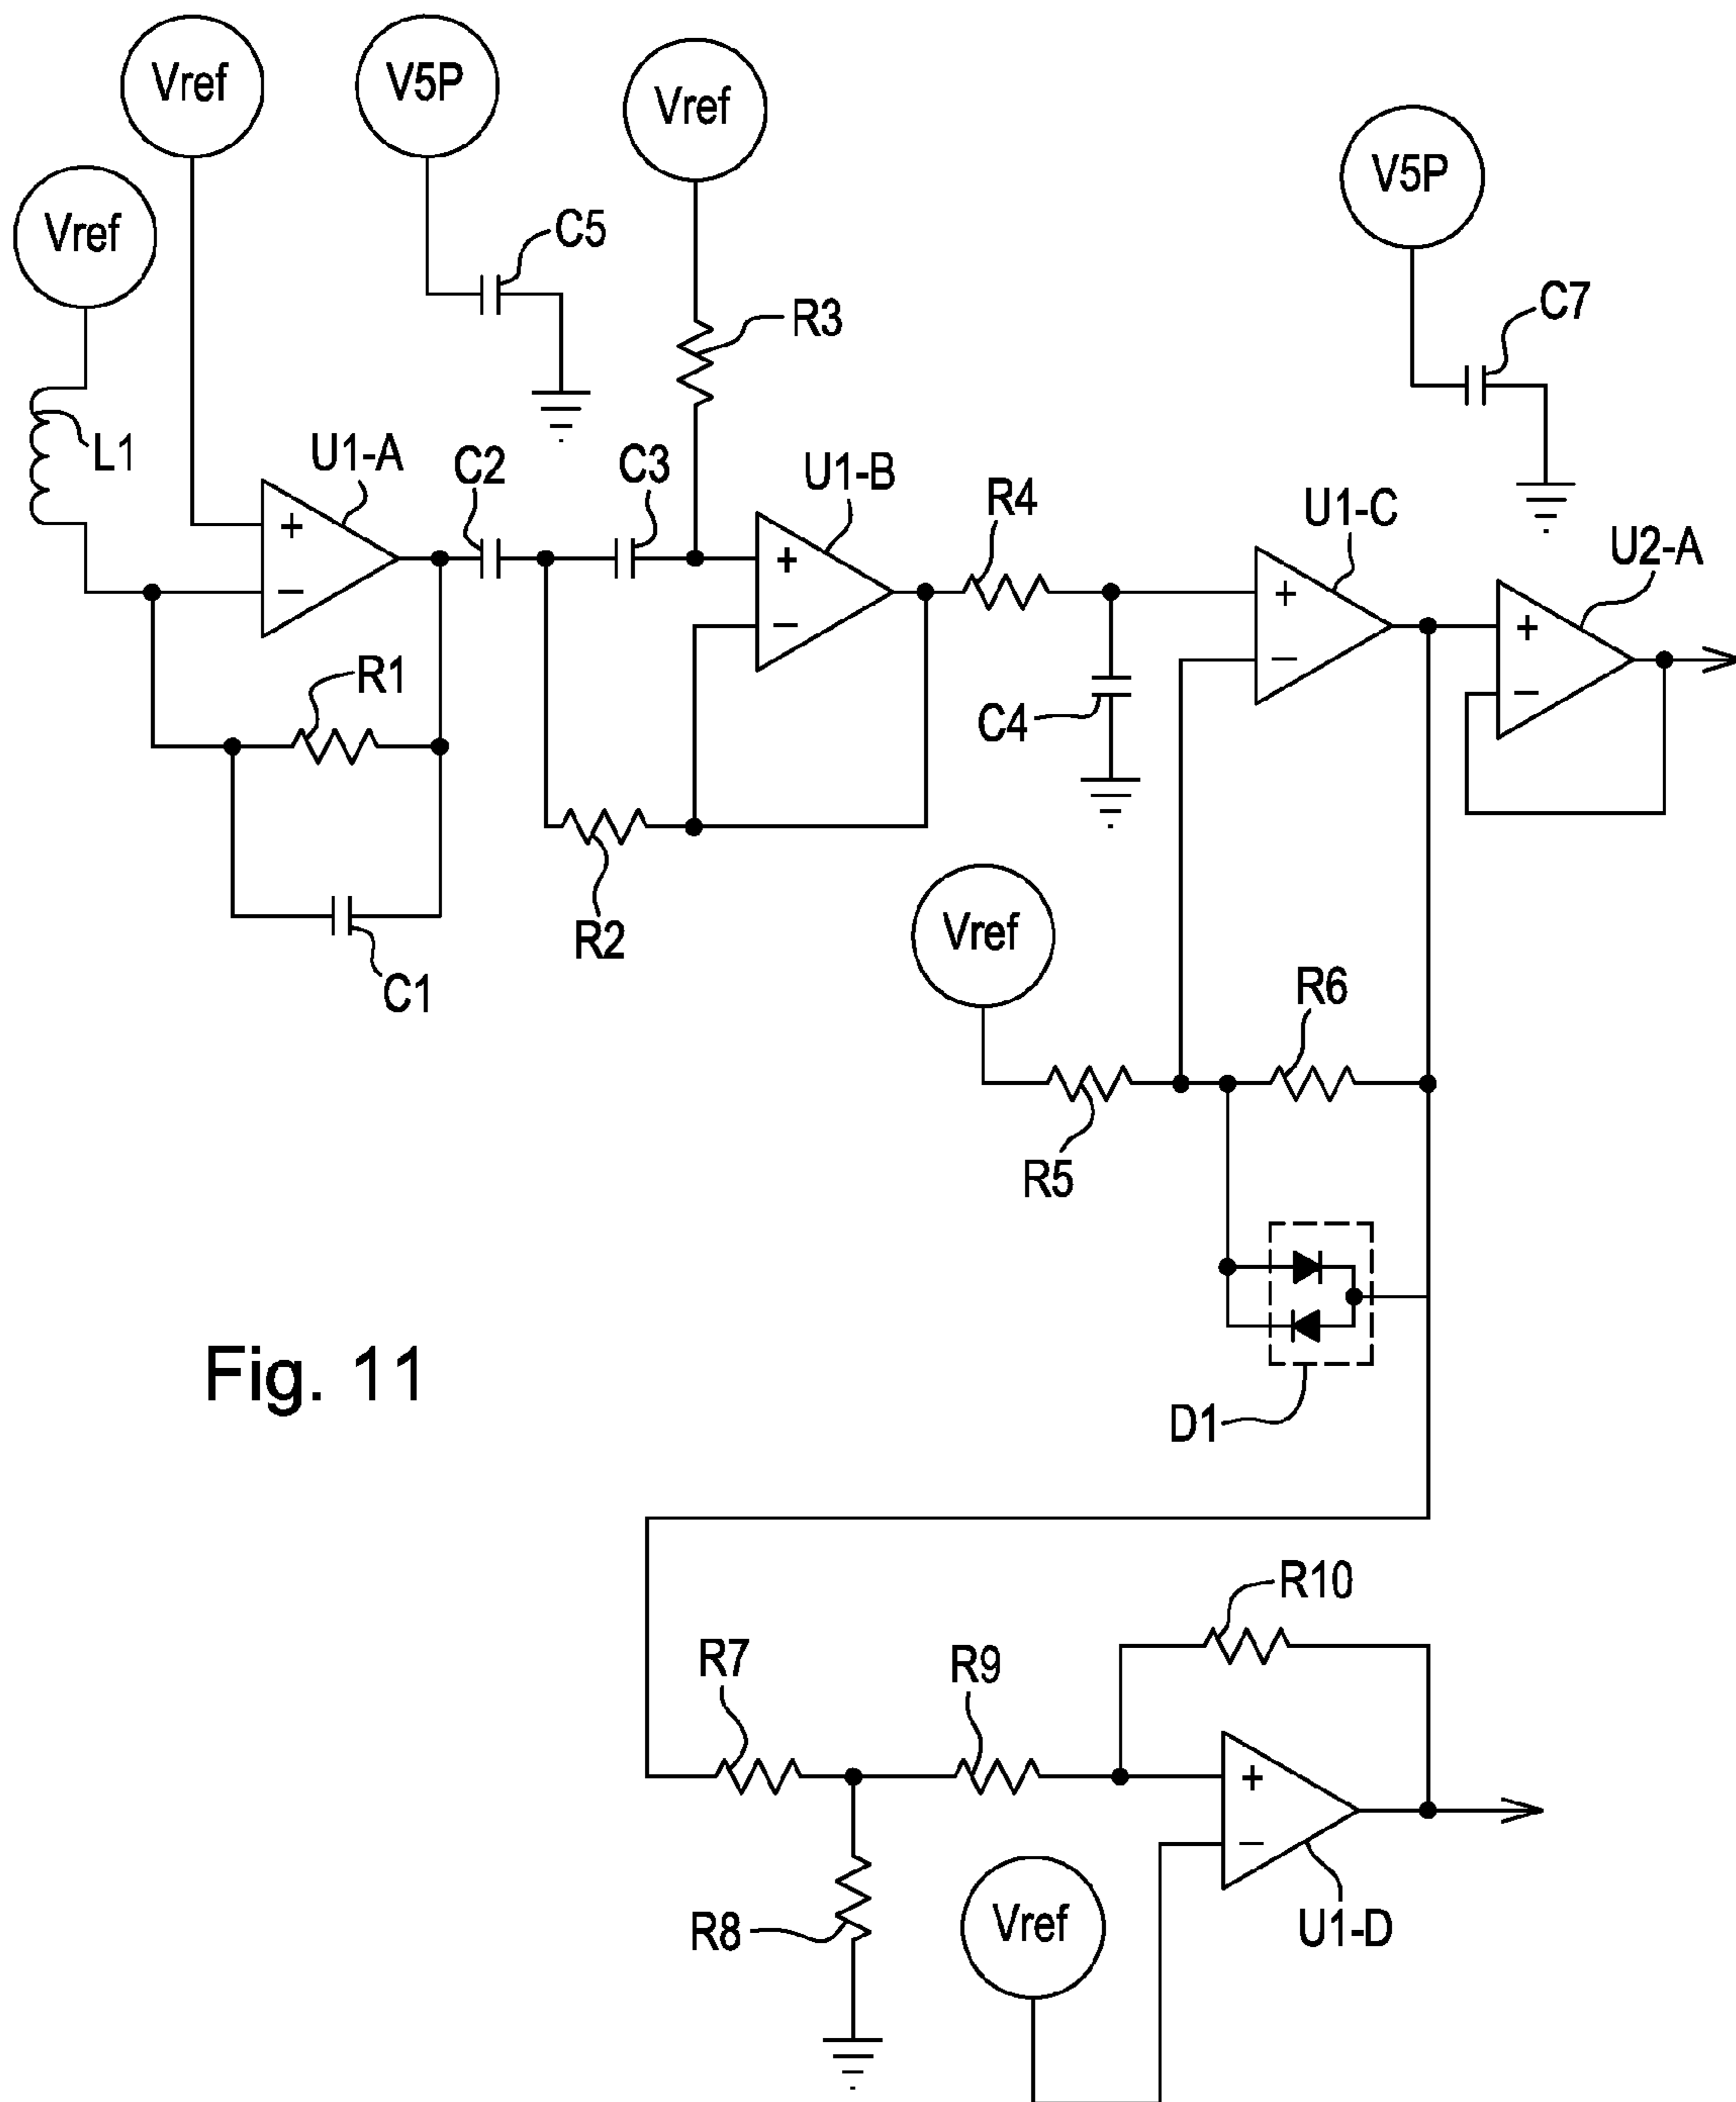 Vref
V5P
Vref
V5P
Vref
C5
C7
R3
L1
U1-A
C2
C3
U1-B
R4
U1-C
U2-A
+
−
+
−
+
−
+
−
R1
C4
R2
C1
Vref
R6
R5
D1
Fig. 11
R10
R7
R9
+
−
R8
Vref
U1-D